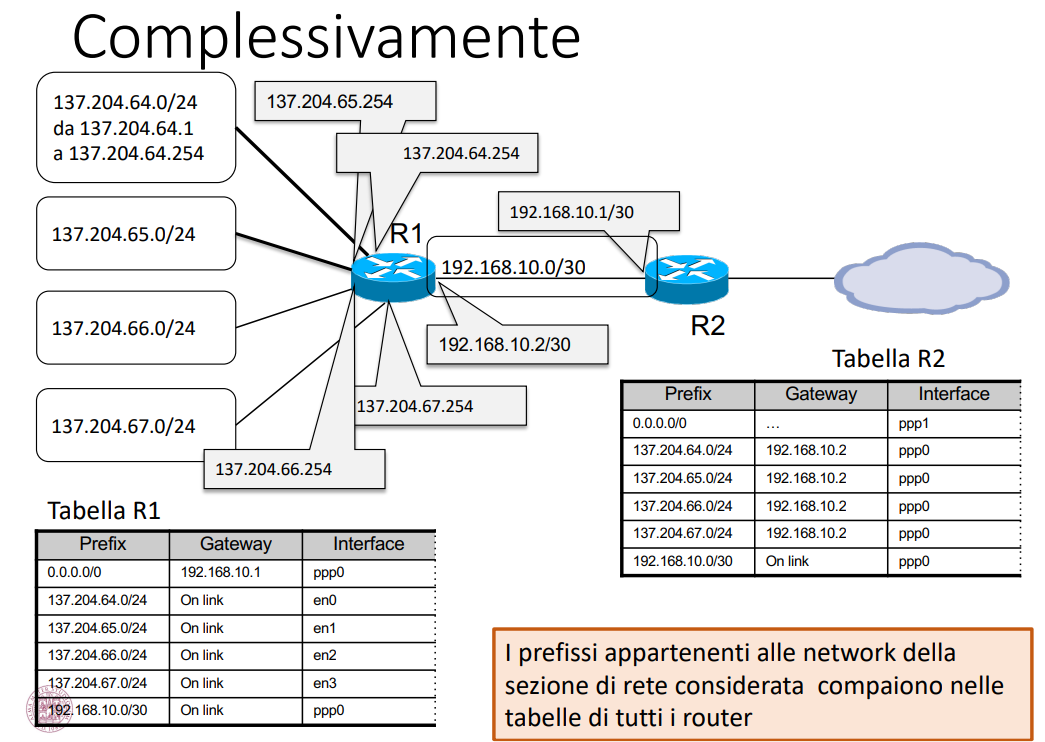 Complessivamente
137.204.64.0/24
da 137.204.64.1
a 137.204.64.254
137.204.65.254
137.204.64.254
137.204.65.0/24
192.168.10.1/30
R1
192.168.10.0/30
137.204.66.0/24
R2
192.168.10.2/30
137.204.67.0/24
137.204.67.254
137.204.66.254
Tabella R2
Prefix Gateway Interface
0.0.0.0/0 … ppp1
137.204.64.0/24 192.168.10.2 ppp0
137.204.65.0/24 192.168.10.2 ppp0
137.204.66.0/24 192.168.10.2 ppp0
137.204.67.0/24 192.168.10.2 ppp0
192.168.10.0/30 On link ppp0
Tabella R1
Prefix Gateway Interface
0.0.0.0/0 192.168.10.1 ppp0
137.204.64.0/24 On link en0
137.204.65.0/24 On link en1
137.204.66.0/24 On link en2
137.204.67.0/24 On link en3
192.168.10.0/30 On link ppp0
I prefissi appartenenti alle network della
sezione di rete considerata compaiono nelle
tabelle di tutti i router